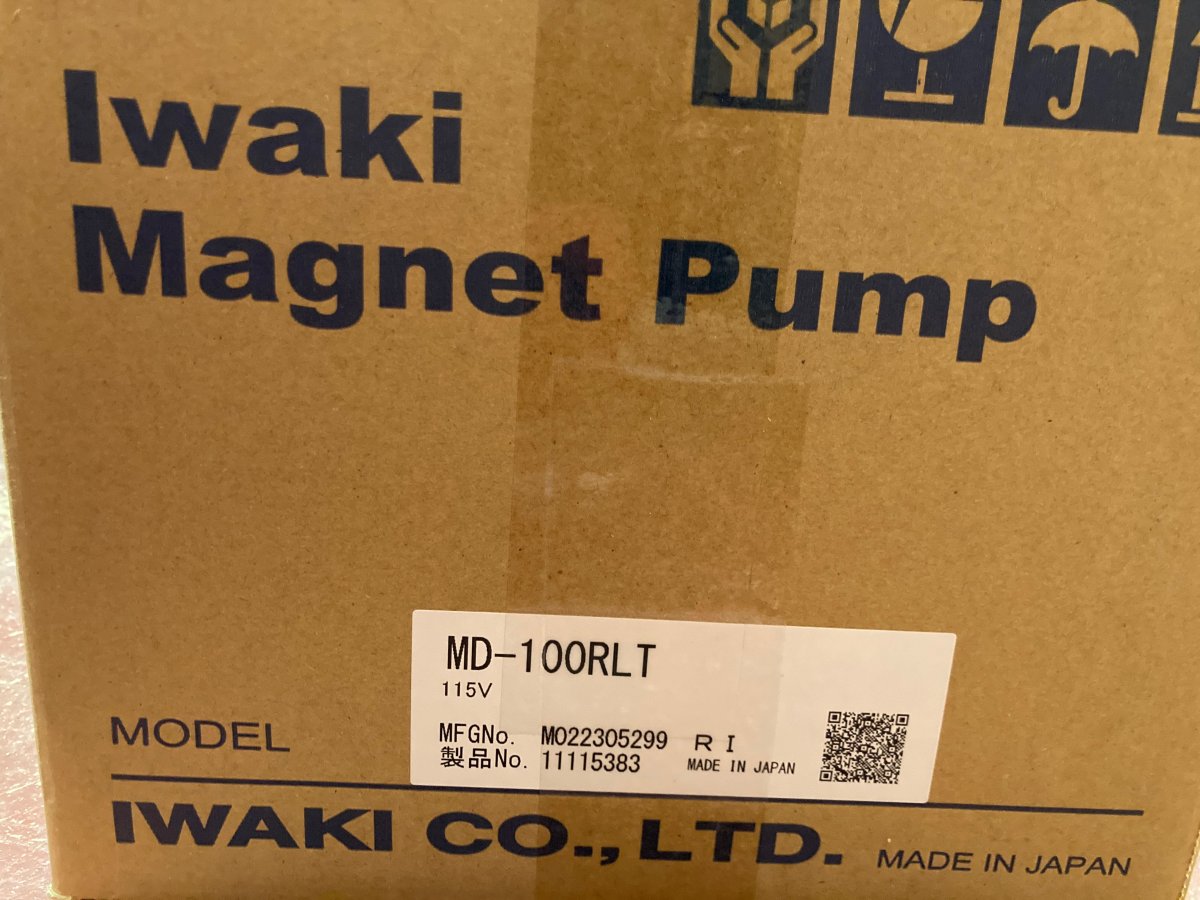 Iwaki
Magnet Pump
MD-100RLT
115V
MODEL
MFGNo. M022305299 RI
製品No. 11115383 MADE IN JAPAN
IWAKI CO., LTD. MADE IN JAPAN